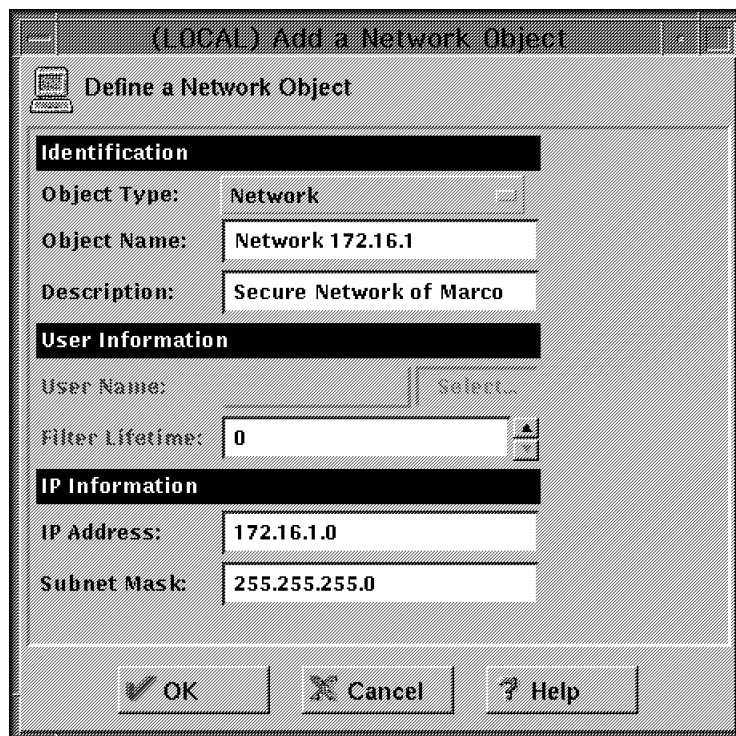 (LOCAL) Add a Network Object
Define a Network Object
Identification
Object Type: Network
Object Name: Network 172.16.1
Description: Secure Network of Marco
User Information
User Name: Select...
Filter Lifetime: 0
IP Information
IP Address: 172.16.1.0
Subnet Mask: 255.255.255.0
OK Cancel ? Help